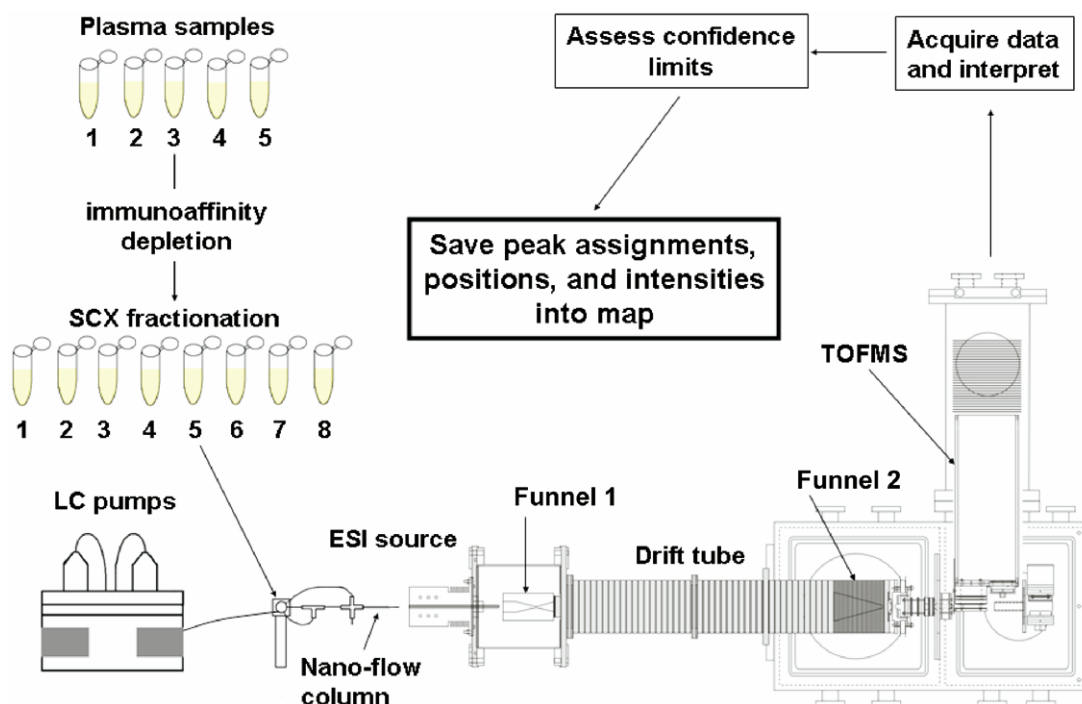 Plasma samples
1 2 3 4 5
immunoaffinity
depletion
SCX fractionation
1 2 3 4 5 6 7 8
LC pumps
Nano-flow
column
ESI source
Funnel 1
Drift tube
Funnel 2
TOFMS
Acquire data
and interpret
Assess confidence
limits
Save peak assignments,
positions, and intensities
into map